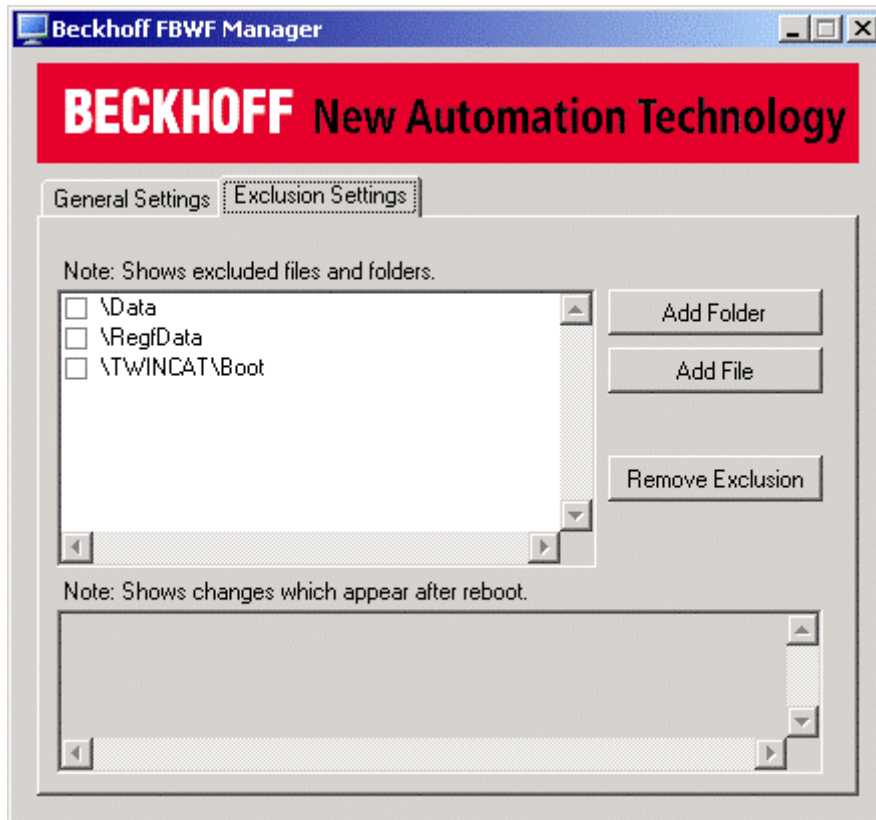 Beckhoff FBWF Manager
BECKHOFF New Automation Technology
General Settings
Exclusion Settings
Note: Shows excluded files and folders.
\Data
\RegfData
\TWINCAT\Boot
Add Folder
Add File
Remove Exclusion
Note: Shows changes which appear after reboot.